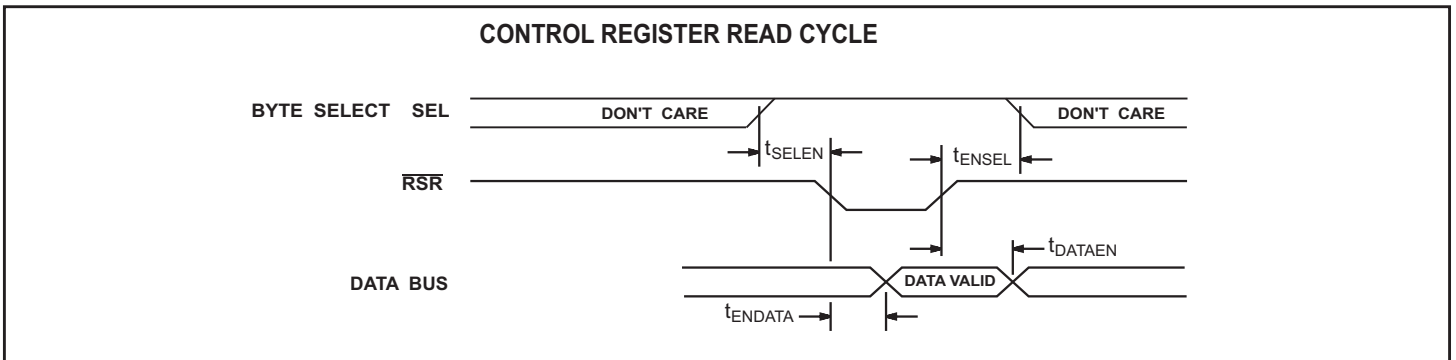 CONTROL REGISTER READ CYCLE
BYTE SELECT SEL
DON'T CARE
DON'T CARE
tSELEN
tENSEL
RSR
tDATAEN
DATA BUS
DATA VALID
tENDATA